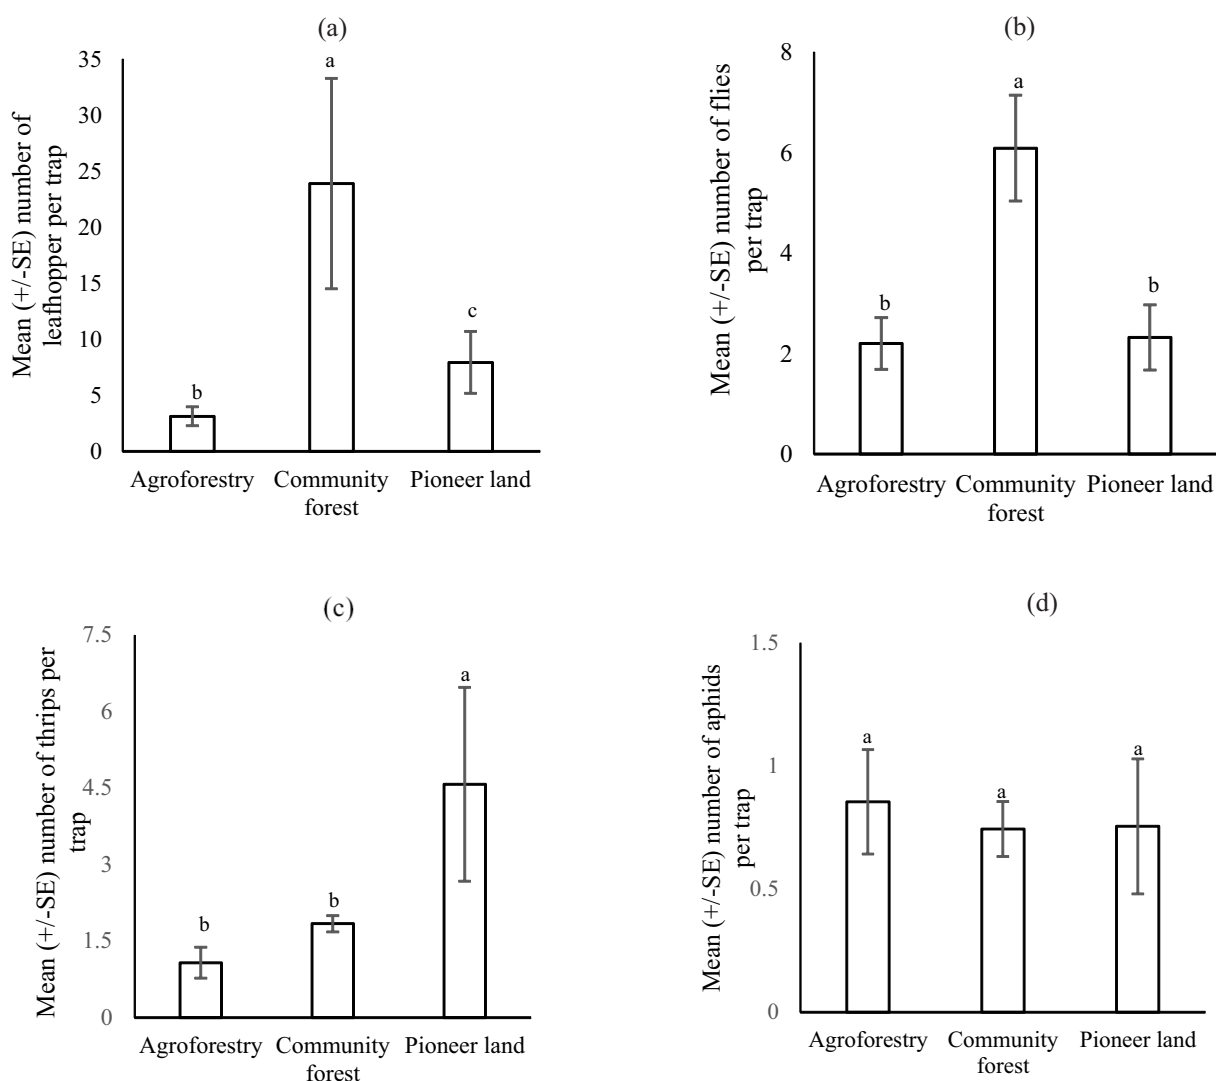 (a)
Mean (+/-SE) number of
leafhopper per trap
35
30
25
20
15
10
5
0
a
b
c
Agroforestry
Community
forest
Pioneer land
(b)
Mean (+/-SE) number of flies
per trap
8
6
4
2
0
a
b
b
Agroforestry
Community
forest
Pioneer land
(c)
Mean (+/-SE) number of thrips per
trap
7.5
6
4.5
3
1.5
0
a
b
b
Agroforestry
Community
forest
Pioneer land
(d)
Mean (+/-SE) number of aphids
per trap
1.5
1
0.5
0
a
a
a
Agroforestry
Community
forest
Pioneer land